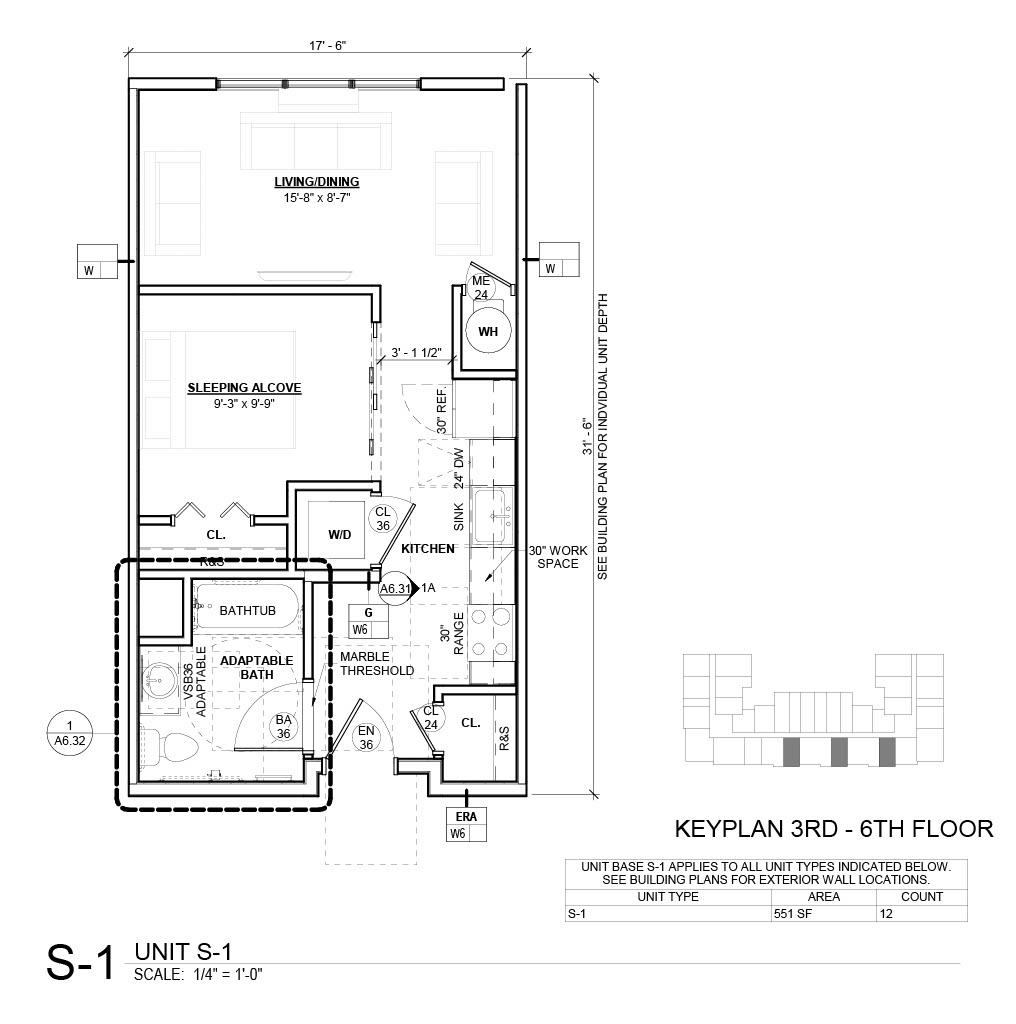 17' - 6"
LIVING/DINING
15'-8" x 8'-7"
W
W
ME
24
WH
3' - 1 1/2"
SLEEPING ALCOVE
9'-3" x 9'-9"
30" REF.
31' - 6"
SEE BUILDING PLAN FOR INDVIDUAL UNIT DEPTH
24" DW
SINK
CL
36
W/D
CL.
R&S
KITCHEN
30" WORK
SPACE
A6.31
1A
G
W6
BATHTUB
30"
RANGE
ADAPTABLE
BATH
VSB36
ADAPTABLE
MARBLE
THRESHOLD
BA
36
EN
36
CL
24
CL.
R&S
1
A6.32
ERA
W6
KEYPLAN 3RD - 6TH FLOOR
UNIT BASE S-1 APPLIES TO ALL UNIT TYPES INDICATED BELOW.
SEE BUILDING PLANS FOR EXTERIOR WALL LOCATIONS.
UNIT TYPE AREA COUNT
S-1 551 SF 12
S-1
UNIT S-1
SCALE: 1/4" = 1'-0"